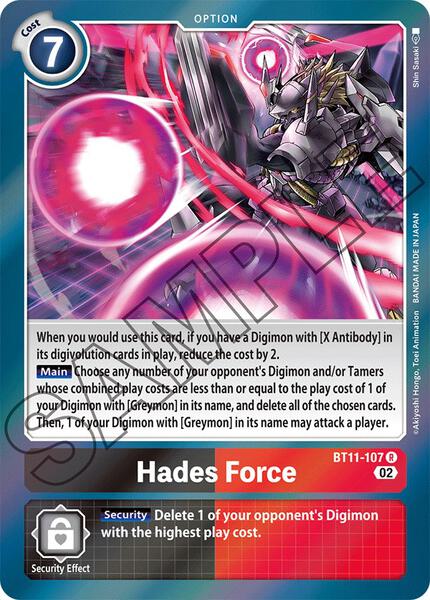 OPTION
Cost
7
Shin Sasaki
SAMPLE
When you would use this card, if you have a Digimon with [X Antibody] in
its digivolution cards in play, reduce the cost by 2.
Main Choose any number of your opponent's Digimon and/or Tamers
whose combined play costs are less than or equal to the play cost of 1 of
your Digimon with [Greymon] in its name, and delete all of the chosen cards.
Then, 1 of your Digimon with [Greymon] in its name may attack a player.
©Akiyoshi Hongo, Toei Animation BANDAI MADE IN JAPAN
BT11-107 R
Hades Force
02
Security Delete 1 of your opponent's Digimon
with the highest play cost.
Security Effect